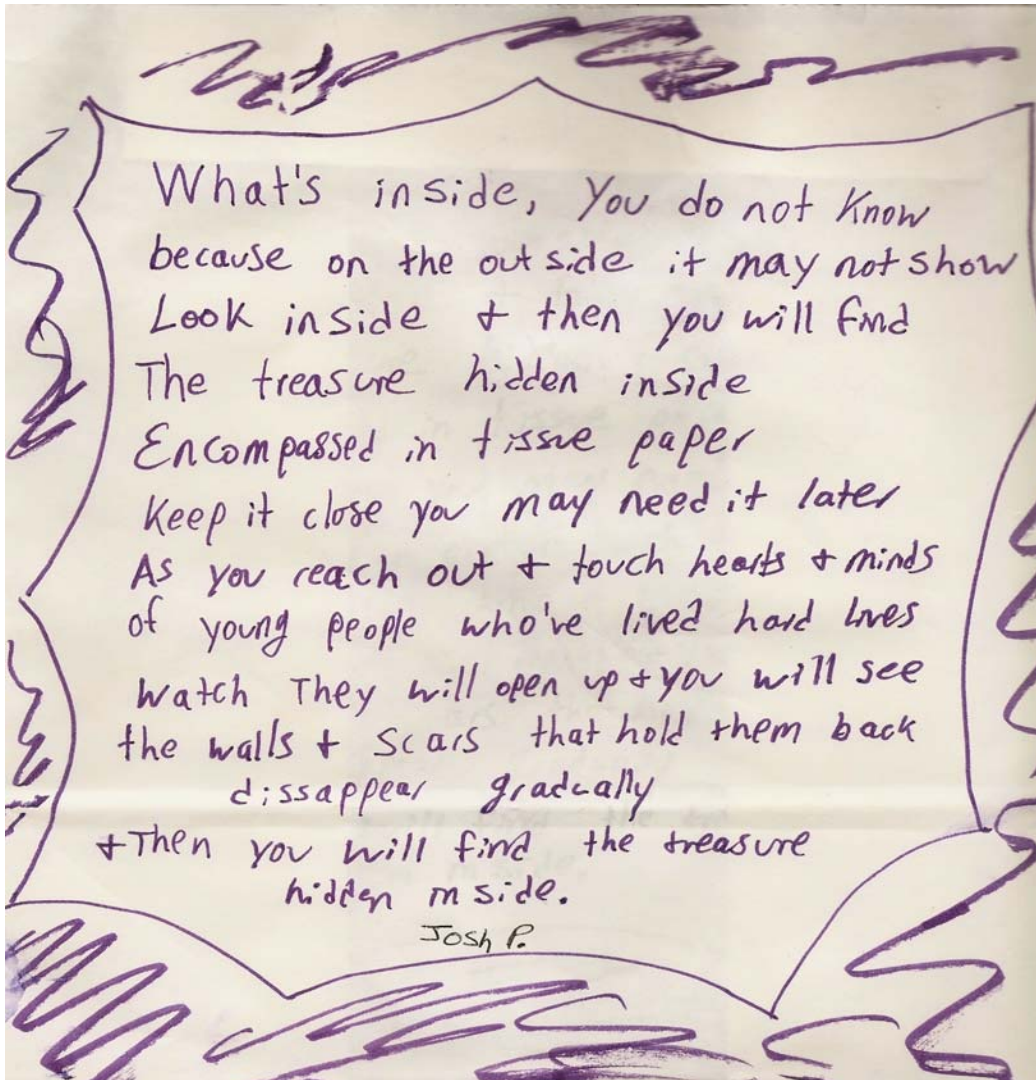 What's inside, You do not Know
because on the outside it may not show
Look inside + then you will find
The treasure hidden inside
Encompassed in tissue paper
Keep it close you may need it later
As you reach out + touch hearts + minds
of young people who've lived hard lives
Watch They will open up + you will see
the walls + scars that hold them back
dissappear gradually
+ Then you will find the treasure
hidden inside.
Josh P.